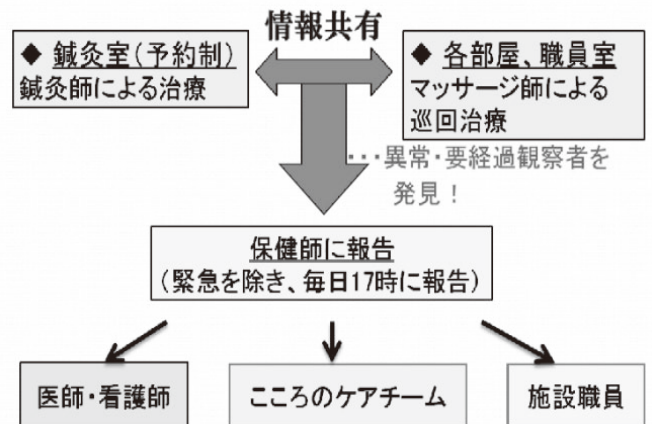 情報共有
◆ 鍼灸室(予約制)
鍼灸師による治療
◆ 各部屋、職員室
マッサージ師による
巡回治療
・・・異常・要経過観察者を
発見！
保健師に報告
(緊急を除き、毎日17時に報告)
医師・看護師
こころのケアチーム
施設職員